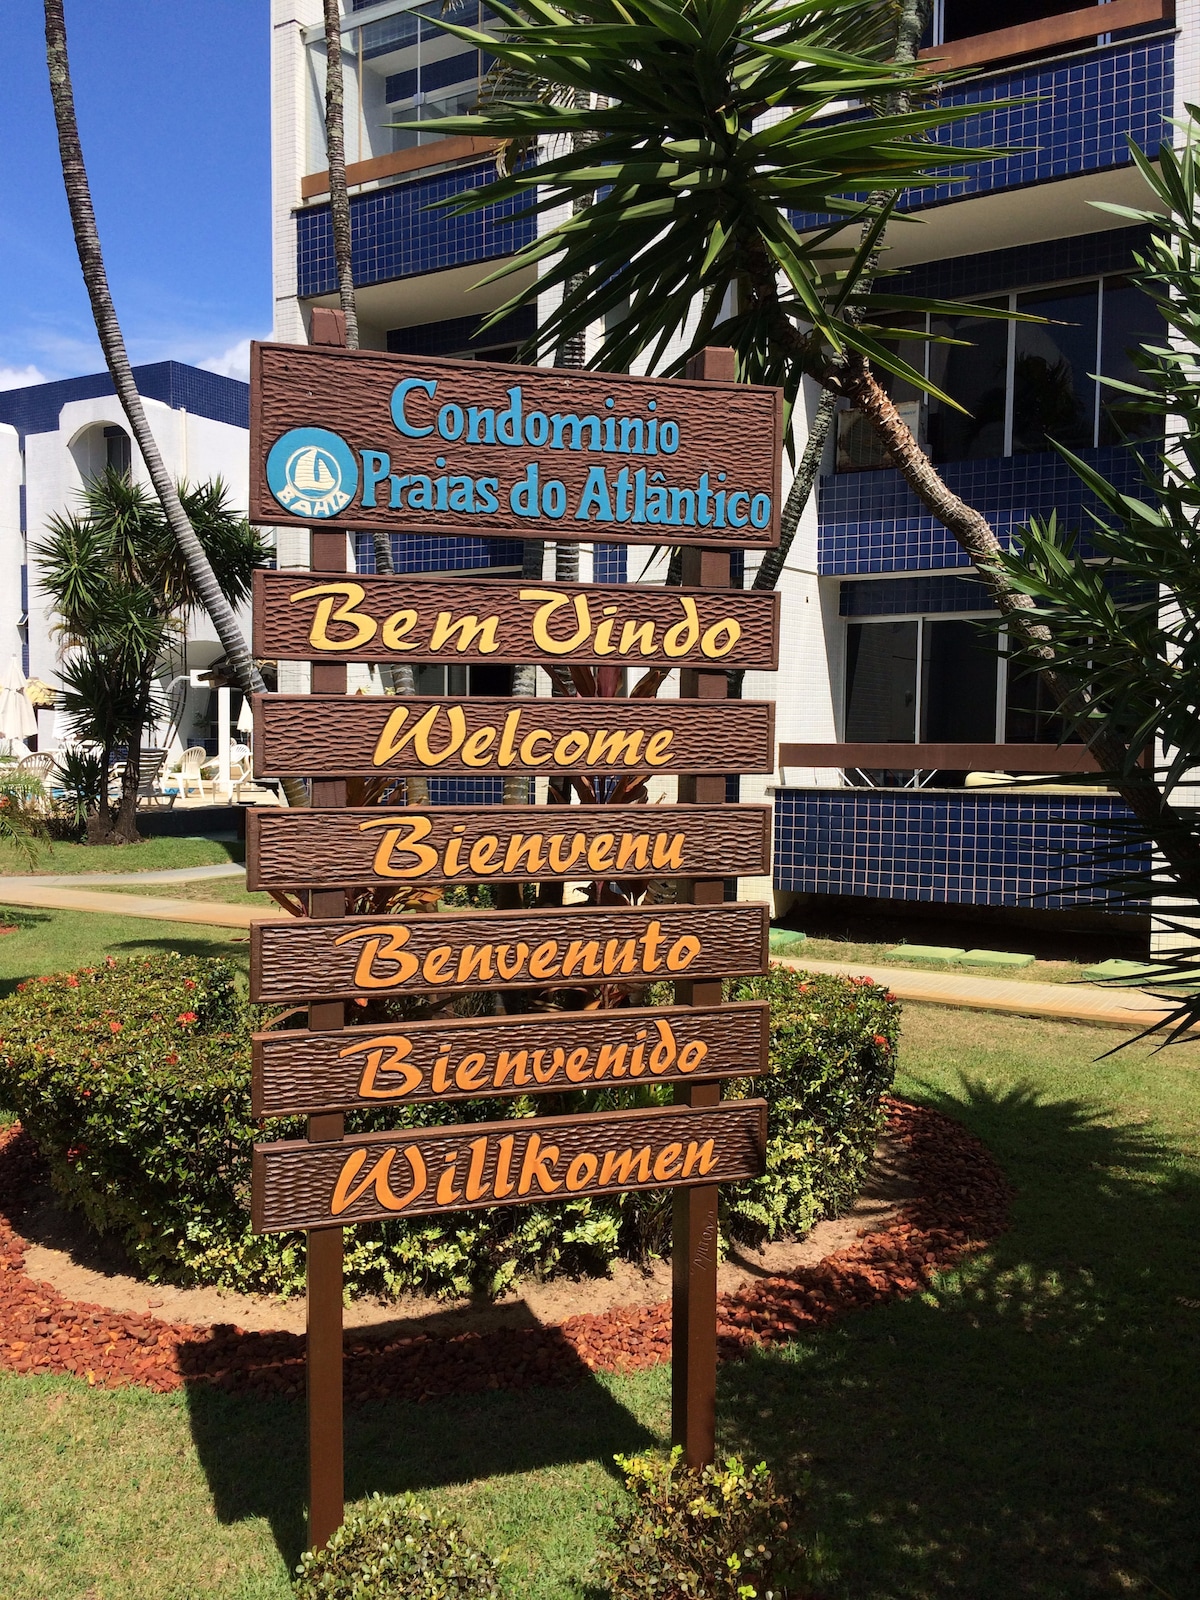 Condominio
BAHIA
Praias do Atlântico
Bem Vindo
Welcome
Bienvenu
Benvenuto
Bienvenido
Willkomen